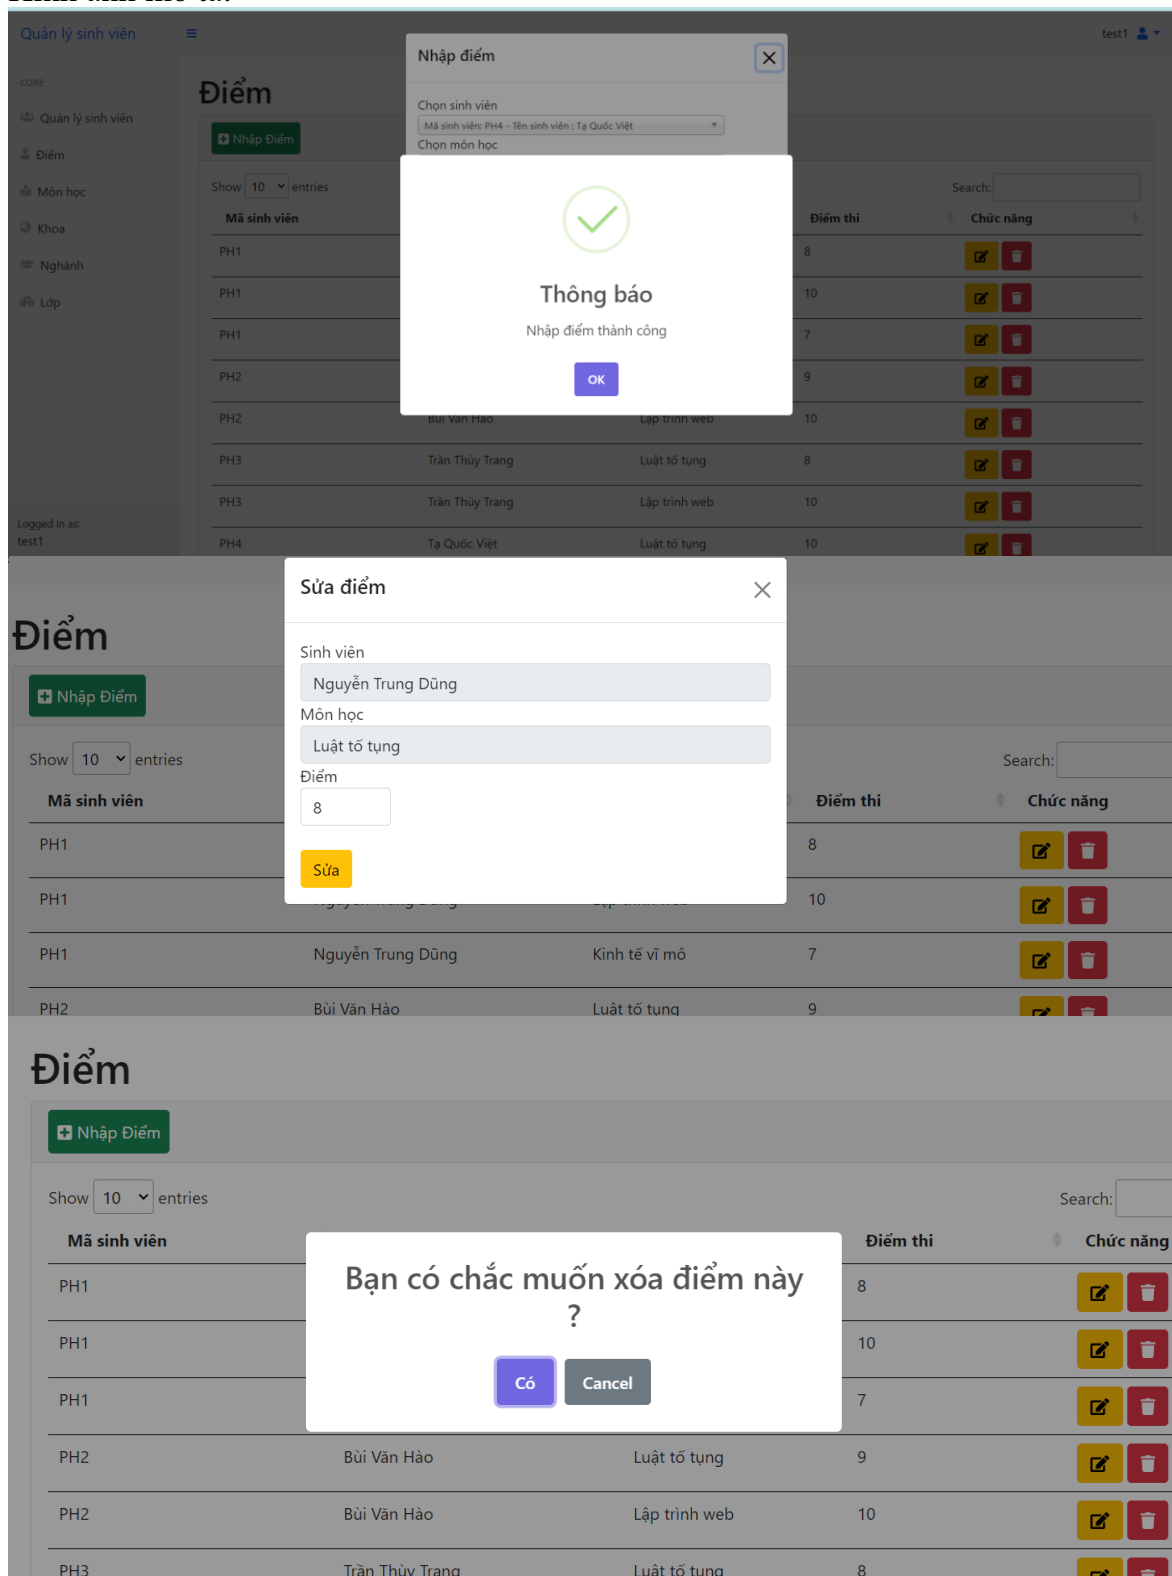 Quản lý sinh viên
test1
Nhập điểm
CORE
Điểm
Chọn sinh viên
Quản lý sinh viên
Mã sinh viên: PH4 - Tên sinh viên : Tạ Quốc Việt
Nhập Điểm
Chọn môn học
Điểm
Show 10 entries
Search:
Môn học
Mã sinh viên
Điểm thi
Chức năng
Khoa
PH1
8
Nghành
Thông báo
PH1
10
Lớp
Nhập điểm thành công
PH1
7
OK
PH2
9
PH2
Bùi Văn Hào
Lập trình web
10
PH3
Trần Thùy Trang
Luật tố tụng
8
PH3
Trần Thùy Trang
Lập trình web
10
Logged in as:
test1
PH4
Tạ Quốc Việt
Luật tố tụng
10
Sửa điểm
Điểm
Sinh viên
Nguyễn Trung Dũng
Nhập Điểm
Môn học
Luật tố tụng
Show 10 entries
Search:
Điểm
Mã sinh viên
Điểm thi
Chức năng
8
PH1
8
Sửa
PH1
10
PH1
Nguyễn Trung Dũng
Kinh tế vĩ mô
7
PH2
Bùi Văn Hào
Luật tố tụng
9
Điểm
Nhập Điểm
Show 10 entries
Search:
Mã sinh viên
Điểm thi
Chức năng
Bạn có chắc muốn xóa điểm này
?
PH1
8
PH1
10
Có
Cancel
PH1
7
PH2
Bùi Văn Hào
Luật tố tụng
9
PH2
Bùi Văn Hào
Lập trình web
10
PH3
Trần Thùy Trang
Luật tố tụng
8